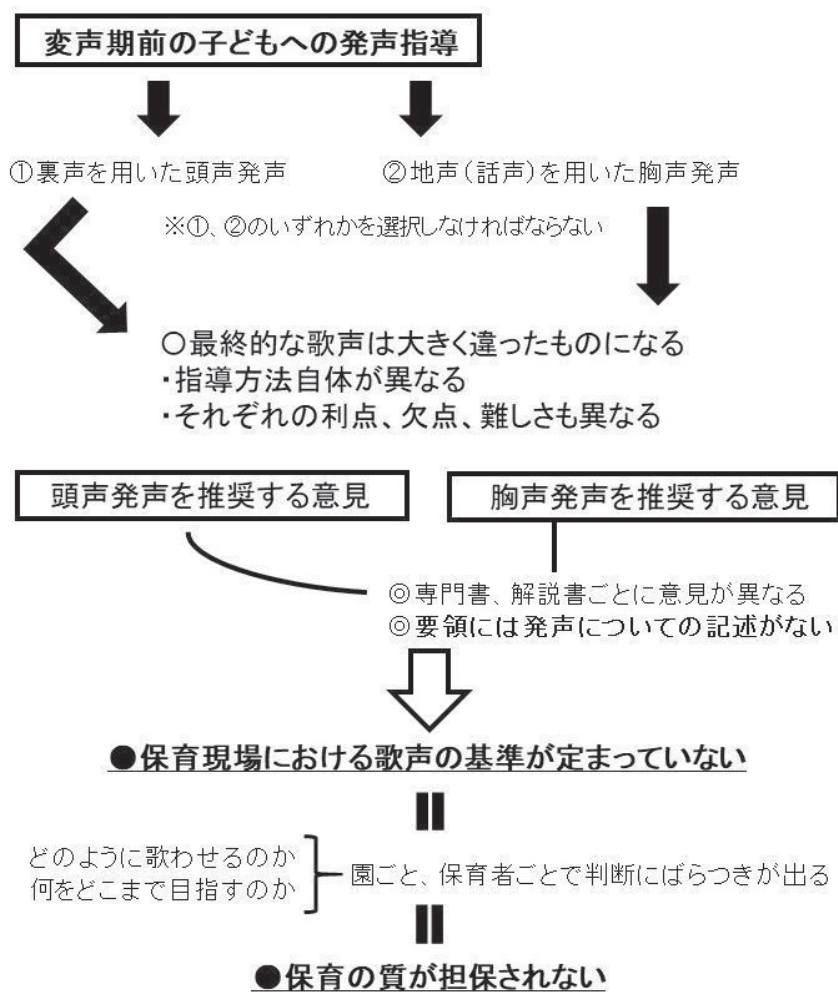 変声期前の子どもへの発声指導
①裏声を用いた頭声発声
②地声(話声)を用いた胸声発声
※①、②のいずれかを選択しなければならない
○最終的な歌声は大きく違ったものになる
・指導方法自体が異なる
・それぞれの利点、欠点、難しさも異なる
頭声発声を推奨する意見
胸声発声を推奨する意見
◎専門書、解説書ごとに意見が異なる
◎要領には発声についての記述がない
●保育現場における歌声の基準が定まっていない
どのように歌わせるのか
何をどこまで目指すのか
園ごと、保育者ごとで判断にばらつきが出る
●保育の質が担保されない